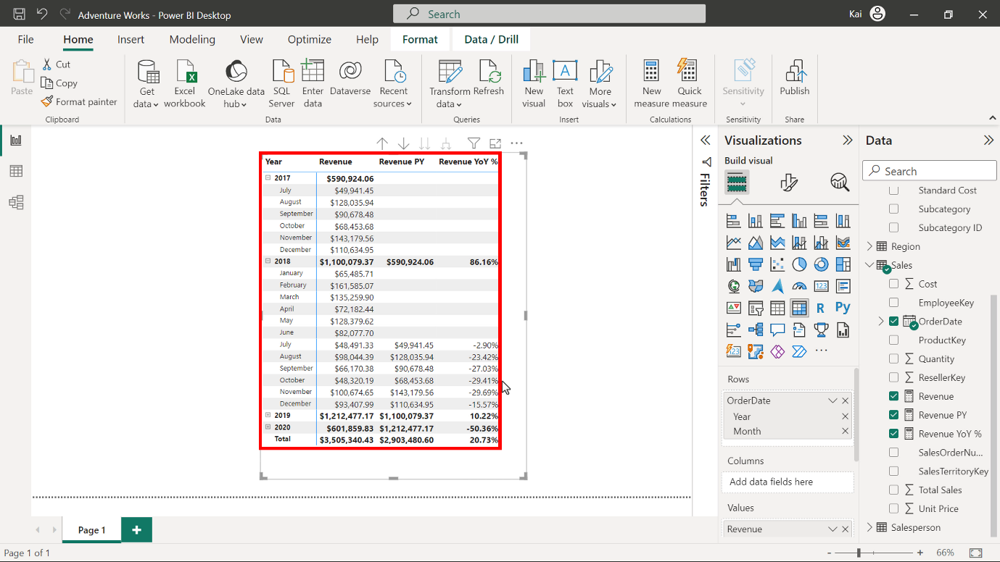 Adventure Works - Power BI Desktop
Search
Kai
File Home Insert Modeling View Optimize Help Format Data / Drill
Paste
Cut
Copy
Format painter
Clipboard
Get data
Excel workbook
OneLake data hub
SQL Server
Enter data
Dataverse
Recent sources
Data
Transform data
Refresh
Queries
New visual
Text box
More visuals
Insert
New measure
Quick measure
Calculations
Sensitivity
Sensitivity
Publish
Share
Year Revenue Revenue PY Revenue YoY %
2017 $590,924.06
July $49,941.45
August $128,035.94
September $90,678.48
October $68,453.68
November $143,179.56
December $110,634.95
2018 $1,100,079.37 $590,924.06 86.16%
January $65,485.71
February $161,585.07
March $135,259.90
April $72,182.44
May $128,379.62
June $82,077.70
July $48,491.33 $49,941.45 -2.90%
August $98,044.39 $128,035.94 -23.42%
September $66,170.38 $90,678.48 -27.03%
October $48,320.19 $68,453.68 -29.41%
November $100,674.65 $143,179.56 -29.69%
December $93,407.99 $110,634.95 -15.57%
2019 $1,212,477.17 $1,100,079.37 10.22%
2020 $601,859.83 $1,212,477.17 -50.36%
Total $3,505,340.43 $2,903,480.60 20.73%
Filters
Visualizations
Build visual
123
R
Py
123
Rows
OrderDate
Year
Month
Columns
Add data fields here
Values
Revenue
Data
Search
Standard Cost
Subcategory
Subcategory ID
Region
Sales
Cost
EmployeeKey
OrderDate
ProductKey
Quantity
ResellerKey
Revenue
Revenue PY
Revenue YoY %
SalesOrderNu...
SalesTerritoryKey
Total Sales
Unit Price
Salesperson
Page 1
Page 1 of 1
66%